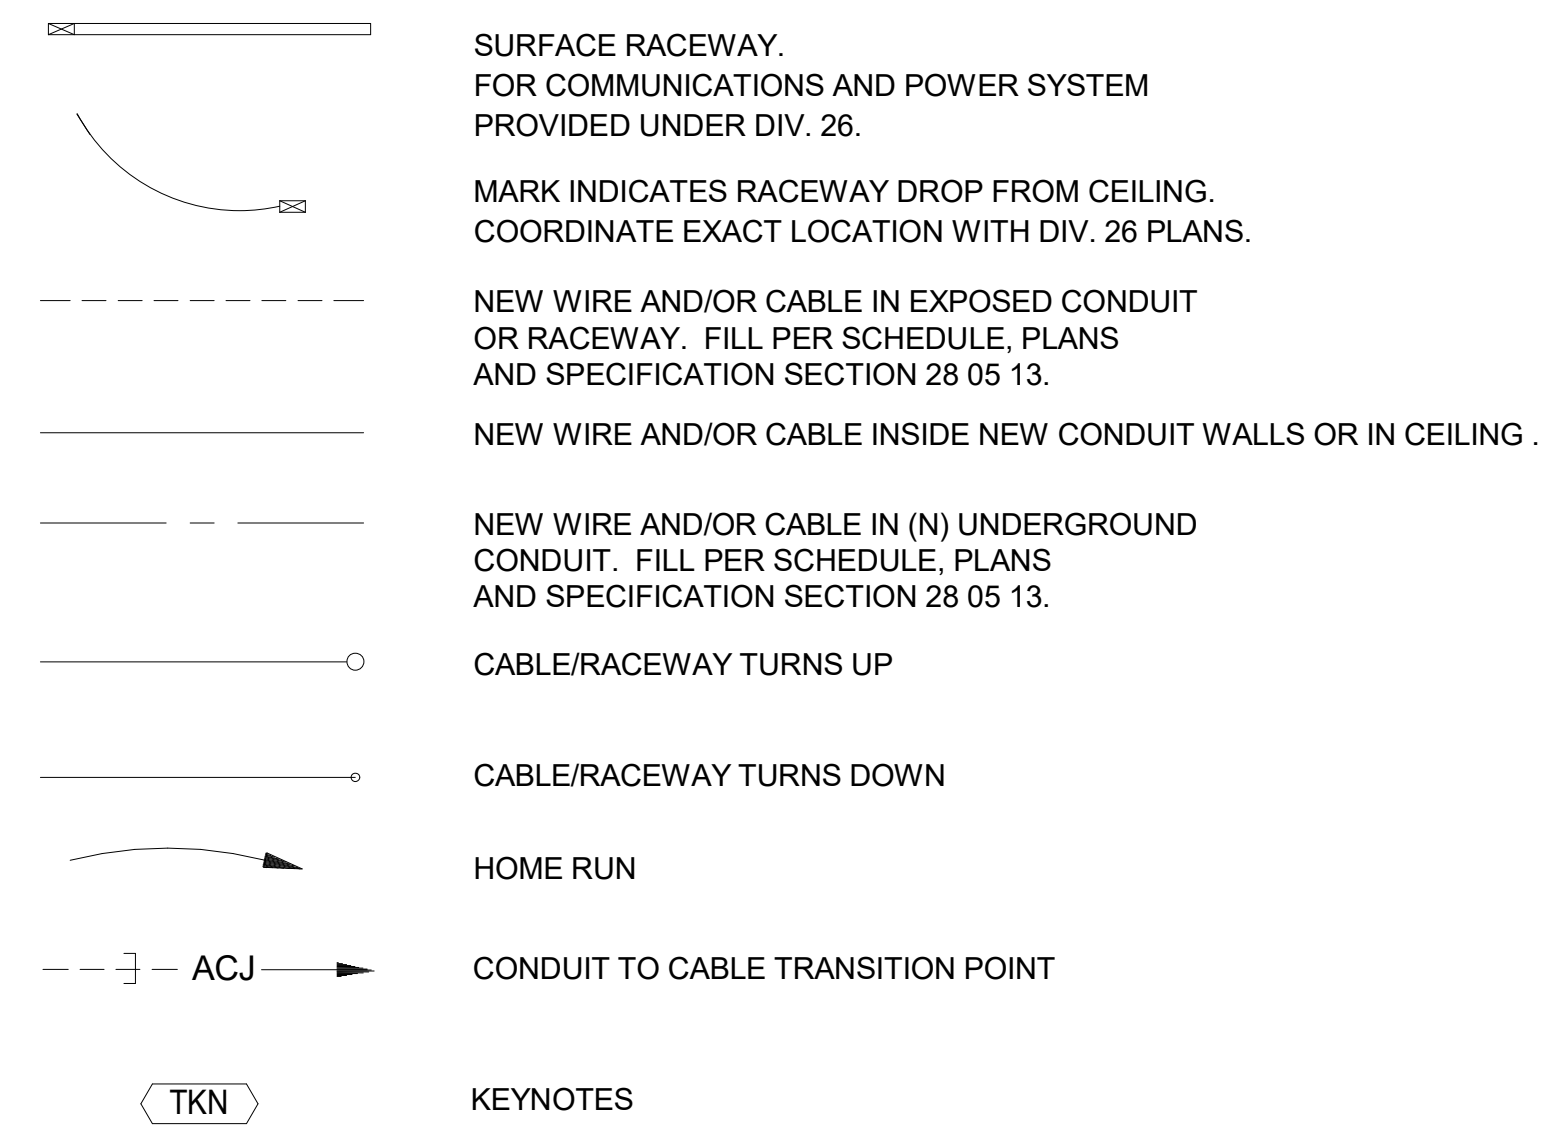 SURFACE RACEWAY.
FOR COMMUNICATIONS AND POWER SYSTEM
PROVIDED UNDER DIV. 26.
MARK INDICATES RACEWAY DROP FROM CEILING.
COORDINATE EXACT LOCATION WITH DIV. 26 PLANS.
NEW WIRE AND/OR CABLE IN EXPOSED CONDUIT
OR RACEWAY.  FILL PER SCHEDULE, PLANS
AND SPECIFICATION SECTION 28 05 13.
NEW WIRE AND/OR CABLE INSIDE NEW CONDUIT WALLS OR IN CEILING .
NEW WIRE AND/OR CABLE IN (N) UNDERGROUND
CONDUIT.  FILL PER SCHEDULE, PLANS
AND SPECIFICATION SECTION 28 05 13.
CABLE/RACEWAY TURNS UP
CABLE/RACEWAY TURNS DOWN
HOME RUN
ACJ CONDUIT TO CABLE TRANSITION POINT
TKN KEYNOTES